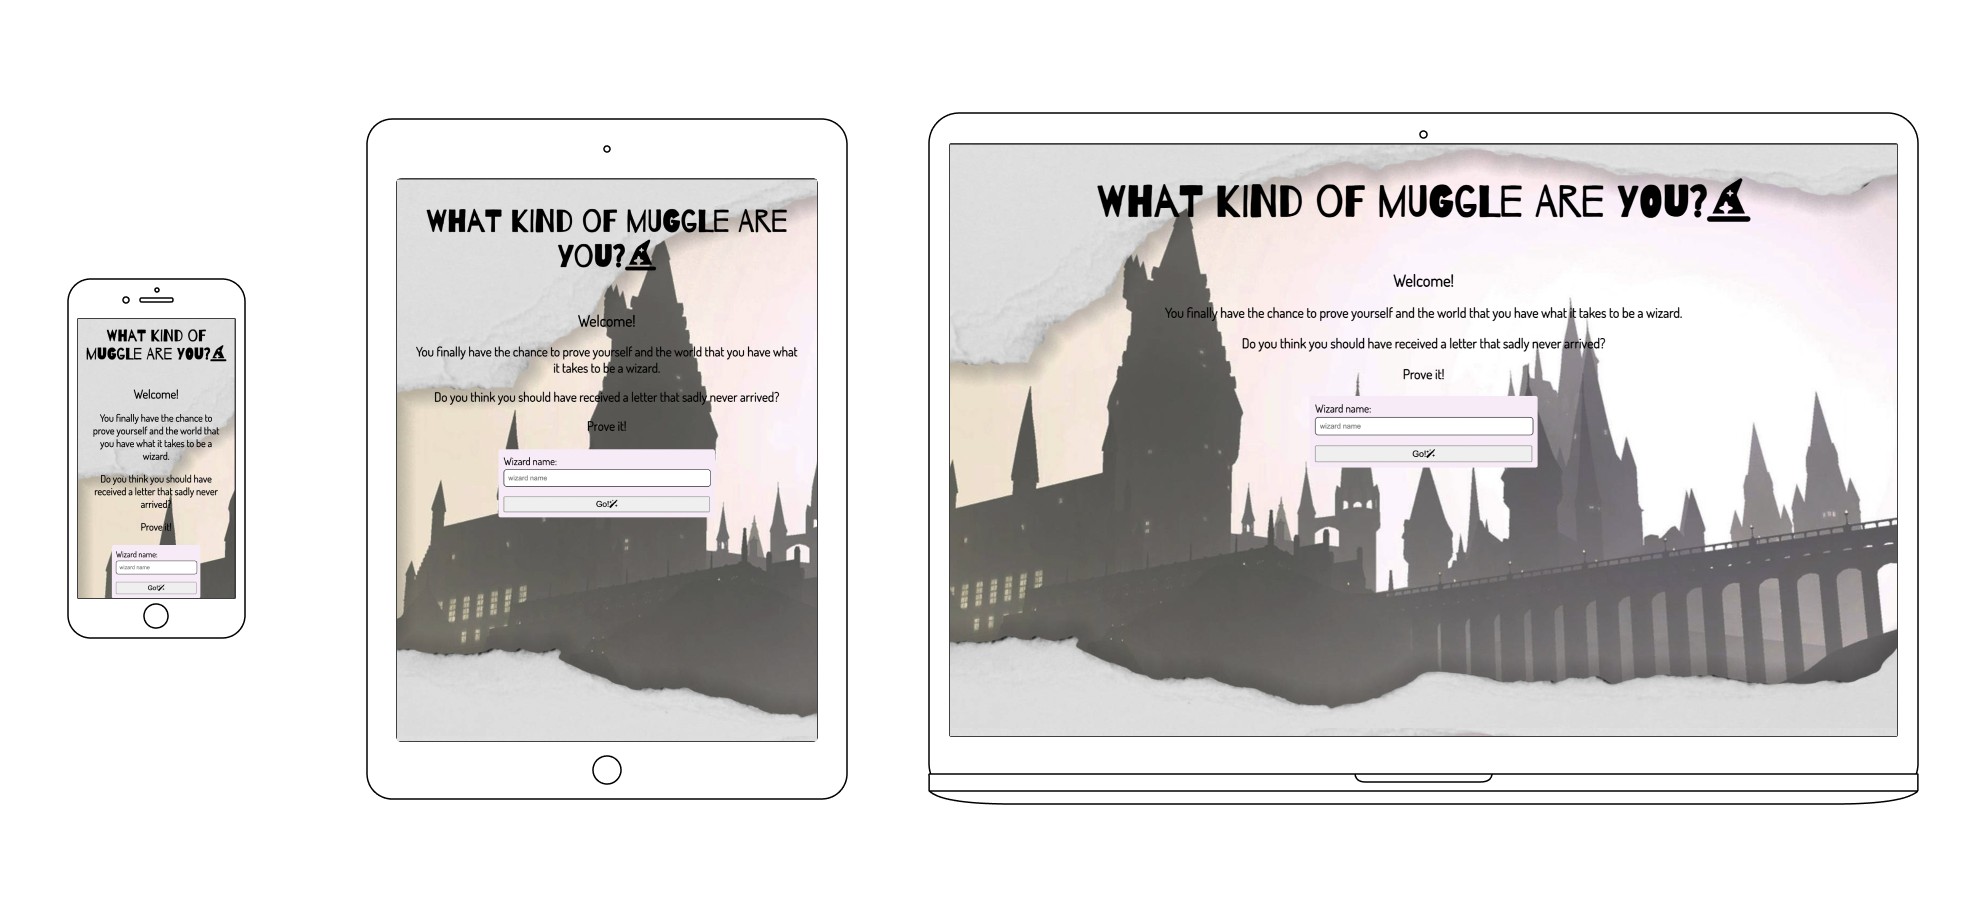 WHAT KIND OF
MUGGLE ARE YOU?
Welcome!
You finally have the chance to
prove yourself and the world that
you have what it takes to be a
wizard.
Do you think you should have
received a letter that sadly never
arrived?
Prove it!
Wizard name:
wizard name
Go!
WHAT KIND OF MUGGLE ARE
YOU?
Welcome!
You finally have the chance to prove yourself and the world that you have what
it takes to be a wizard.
Do you think you should have received a letter that sadly never arrived?
Prove it!
Wizard name:
wizard name
Go!
WHAT KIND OF MUGGLE ARE YOU?
Welcome!
You finally have the chance to prove yourself and the world that you have what it takes to be a wizard.
Do you think you should have received a letter that sadly never arrived?
Prove it!
Wizard name:
wizard name
Go!